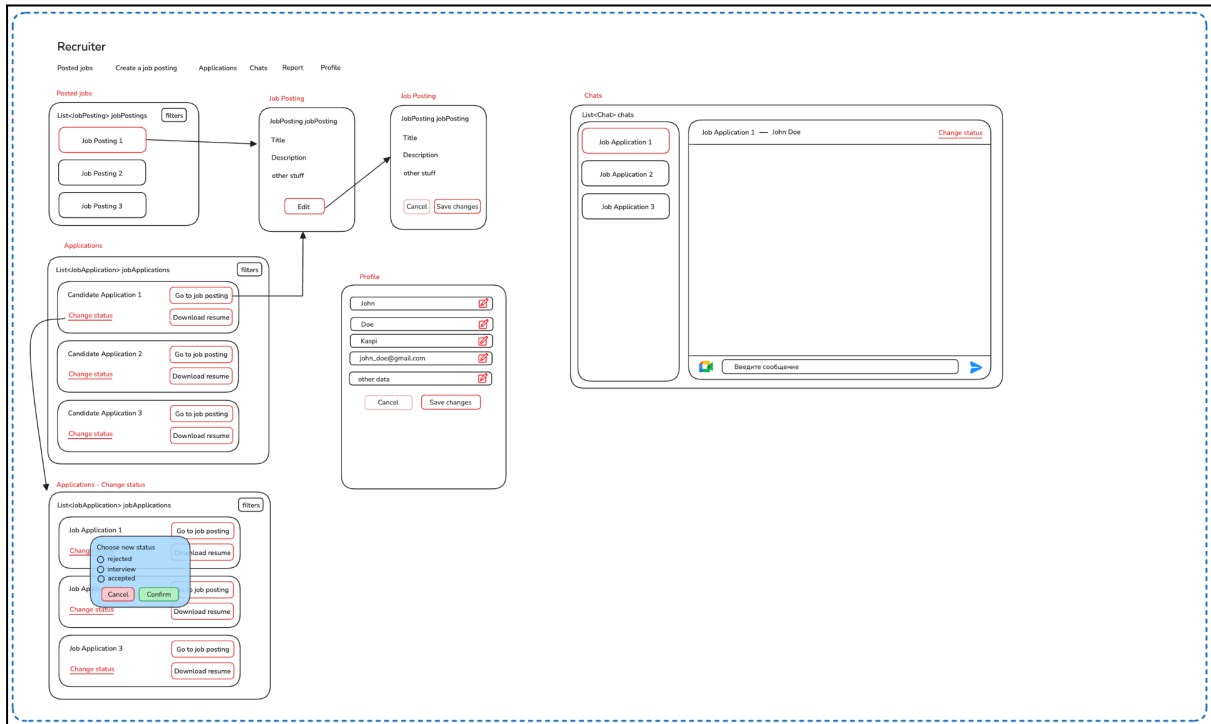 Recruiter
Posted jobs Create a job posting Applications Chats Report Profile
Posted jobs
List<JobPosting> jobPostings filters
Job Posting 1
Job Posting 2
Job Posting 3
Job Posting
JobPosting jobPosting
Title
Description
other stuff
Edit
Job Posting
JobPosting jobPosting
Title
Description
other stuff
Cancel Save changes
Chats
List<Chat> chats
Job Application 1
Job Application 2
Job Application 3
Job Application 1 — John Doe Change status
Введите сообщение
Applications
List<JobApplication> jobApplications filters
Candidate Application 1 Go to job posting
Change status Download resume
Candidate Application 2 Go to job posting
Change status Download resume
Candidate Application 3 Go to job posting
Change status Download resume
Profile
John
Doe
Kaspi
john_doe@gmail.com
other data
Cancel Save changes
Applications - Change status
List<JobApplication> jobApplications filters
Job Application 1 Go to job posting
Choose new status
rejected
interview
accepted
Cancel Confirm
resume
job posting
Change status Download resume
Job Application 3 Go to job posting
Change status Download resume